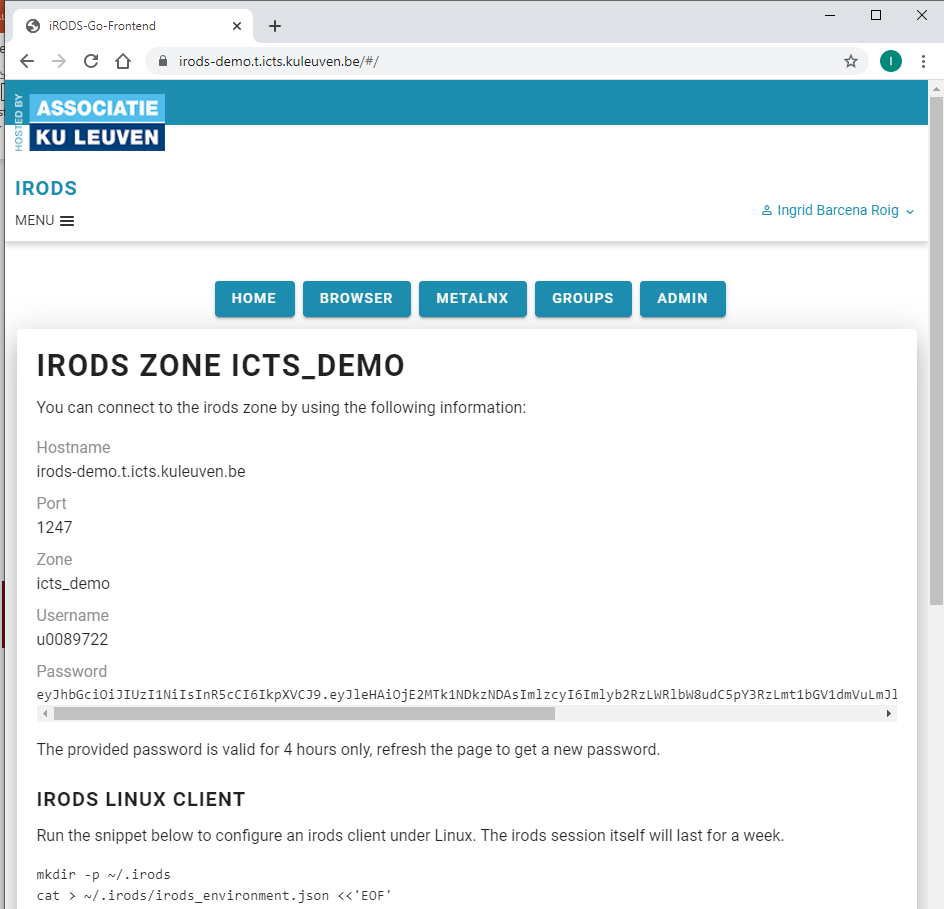 iRODS-Go-Frontend
irods-demo.t.icts.kuleuven.be/#/
I
HOSTED BY
ASSOCIATIE
KU LEUVEN
IRODS
MENU
Ingrid Barcena Roig
HOME
BROWSER
METALNX
GROUPS
ADMIN
IRODS ZONE ICTS_DEMO
You can connect to the irods zone by using the following information:
Hostname
irods-demo.t.icts.kuleuven.be
Port
1247
Zone
icts_demo
Username
u0089722
Password
eyJhbGciOiJIUzI1NiIsInR5cCI6IkpXVCJ9.eyJleHAiOjE2MTk1NDkzNDAsImlzcyI6Imlyb2RzLWRlbW8udC5pY3RzLmt1bGV1dmVuLmJl
The provided password is valid for 4 hours only, refresh the page to get a new password.
IRODS LINUX CLIENT
Run the snippet below to configure an irods client under Linux. The irods session itself will last for a week.
mkdir -p ~/.irods
cat > ~/.irods/irods_environment.json <<'EOF'